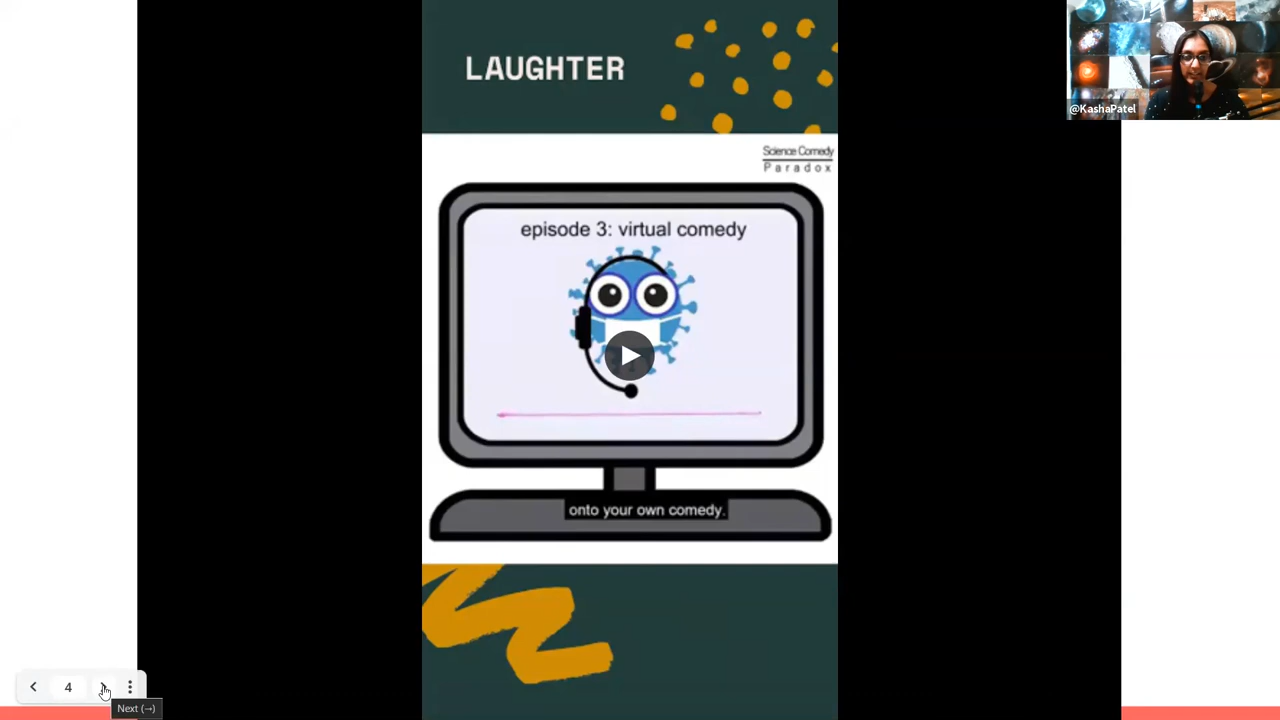 LAUGHTER
@KashaPatel
Science Comedy
Paradox
episode 3: virtual comedy
onto your own comedy.
4
Next (→)